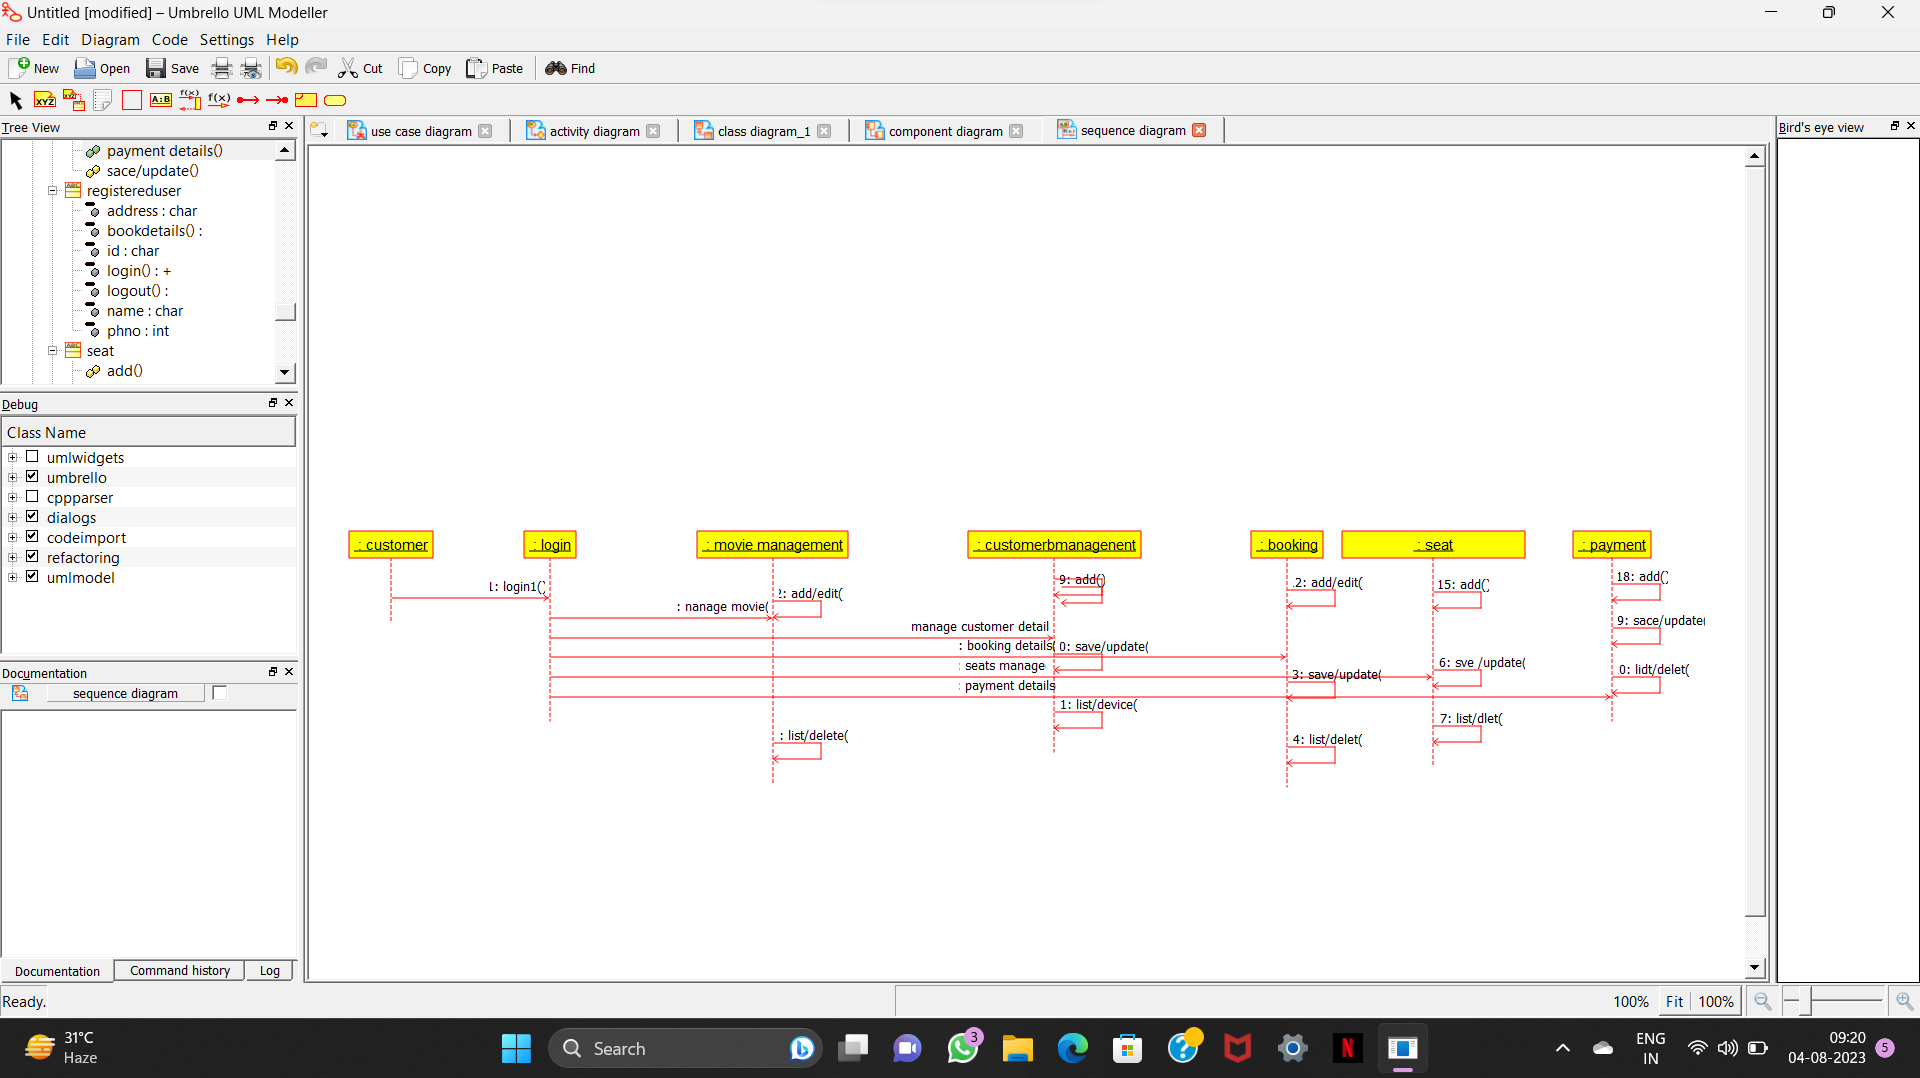 Untitled [modified] – Umbrello UML Modeller
File Edit Diagram Code Settings Help
New Open Save Cut Copy Paste Find
Tree View
payment details()
sace/update()
registereduser
address : char
bookdetails() :
id : char
login() : +
logout() :
name : char
phno : int
seat
add()
Debug
Class Name
umlwidgets
umbrello
cppparser
dialogs
codeimport
refactoring
umlmodel
Documentation
sequence diagram
Documentation Command history Log
use case diagram activity diagram class diagram_1 component diagram sequence diagram
Bird's eye view
: customer : login : movie management : customerbmanagenent : booking : seat : payment
1: login1()
: nanage movie(
2: add/edit(
manage customer detail
: booking details(
: seats manage
: payment details
: list/delete(
9: add()
0: save/update(
1: list/device(
.2: add/edit(
3: save/update(
4: list/delet(
15: add()
6: sve /update(
7: list/dlet(
18: add()
9: sace/update(
.0: lidt/delet(
Ready.
100% Fit 100%
31°C
Haze
Search
3
ENG
IN
09:20
04-08-2023
5